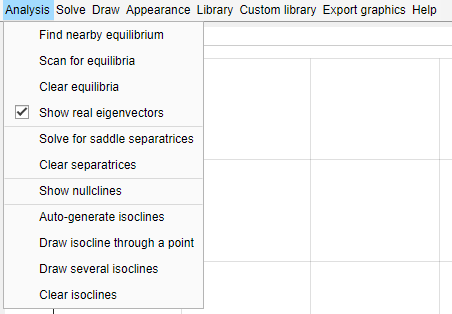 Analysis Solve Draw Appearance Library Custom library Export graphics Help
Find nearby equilibrium
Scan for equilibria
Clear equilibria
Show real eigenvectors
Solve for saddle separatrices
Clear separatrices
Show nullclines
Auto-generate isoclines
Draw isocline through a point
Draw several isoclines
Clear isoclines